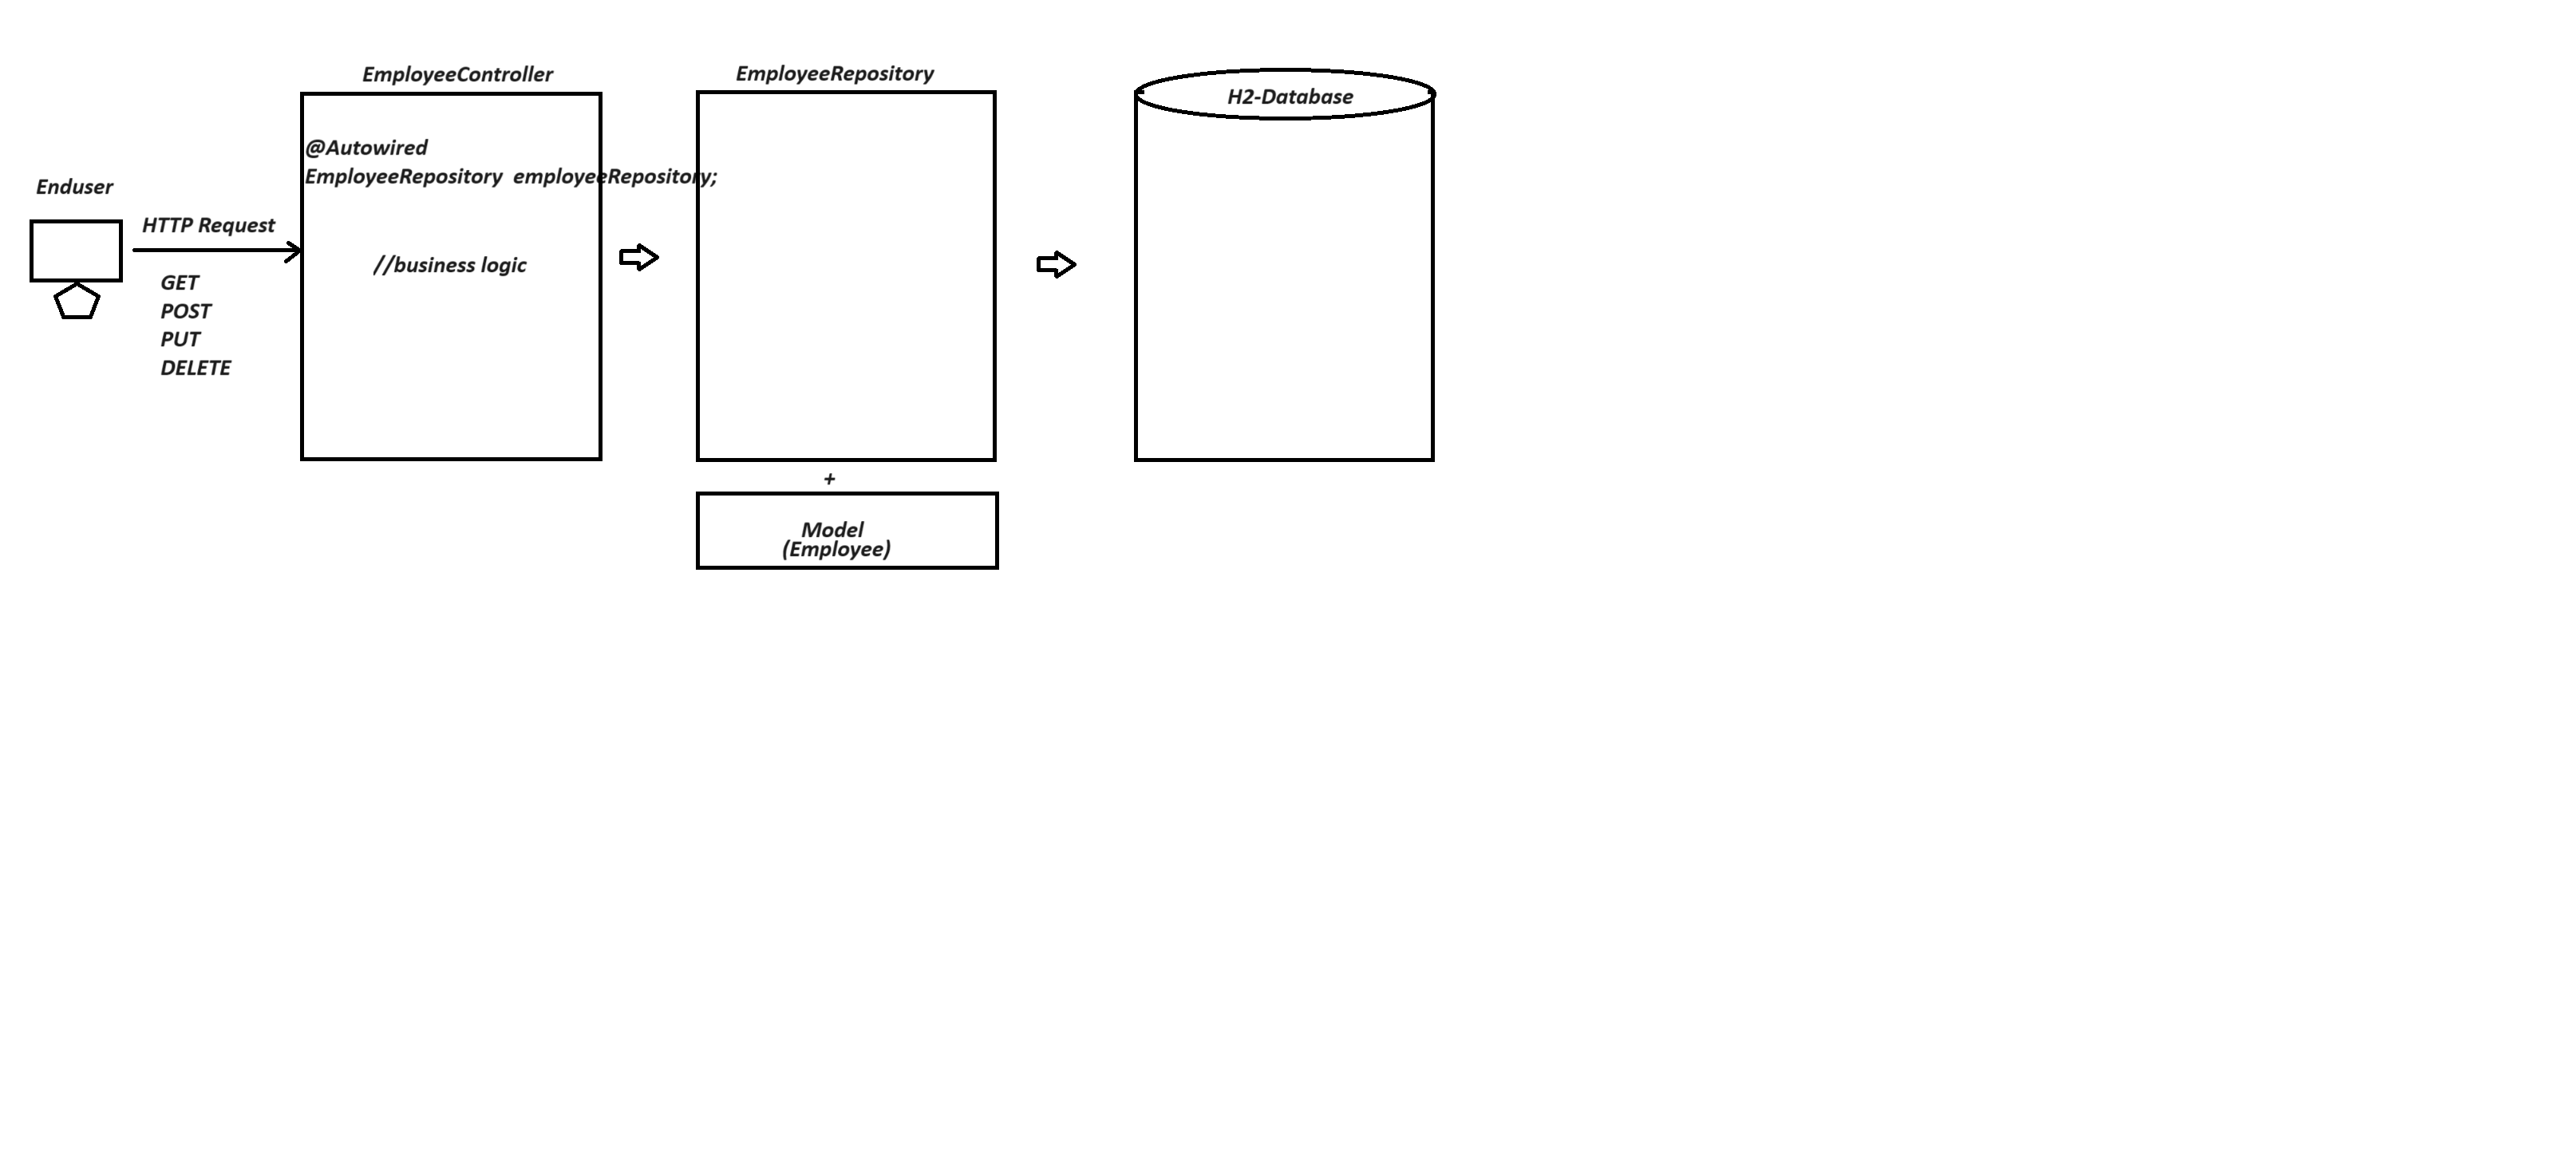 Enduser
HTTP Request
GET
POST
PUT
DELETE
EmployeeController
@Autowired
EmployeeRepository employeeRepository;
//business logic
EmployeeRepository
+
Model
(Employee)
H2-Database